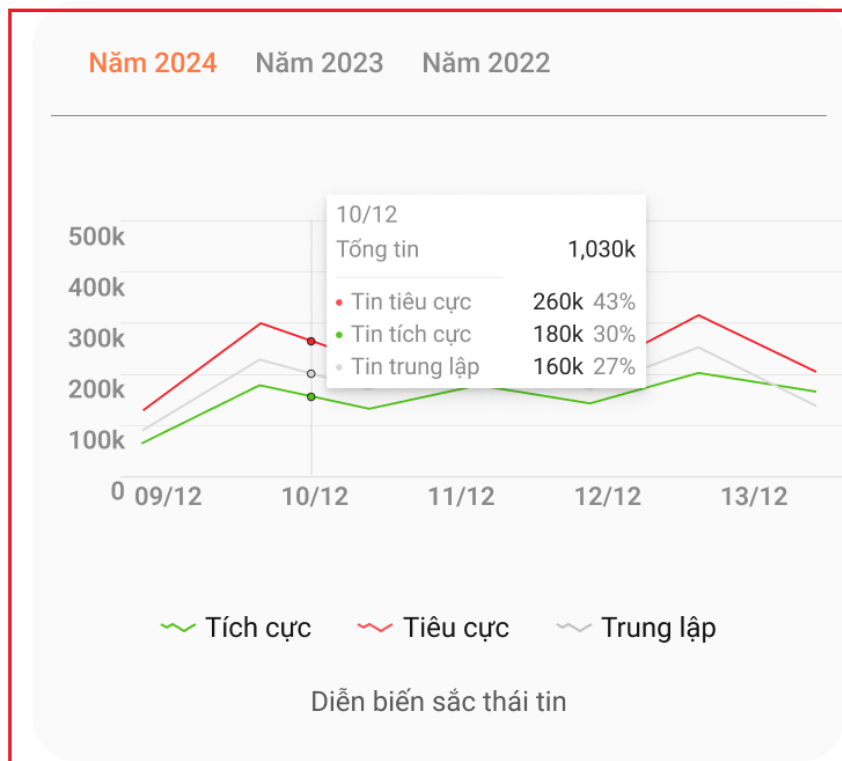 Năm 2024 Năm 2023 Năm 2022
10/12
Tổng tin 1,030k
Tin tiêu cực 260k 43%
Tin tích cực 180k 30%
Tin trung lập 160k 27%
500k
400k
300k
200k
100k
0
09/12 10/12 11/12 12/12 13/12
Tích cực Tiêu cực Trung lập
Diễn biến sắc thái tin